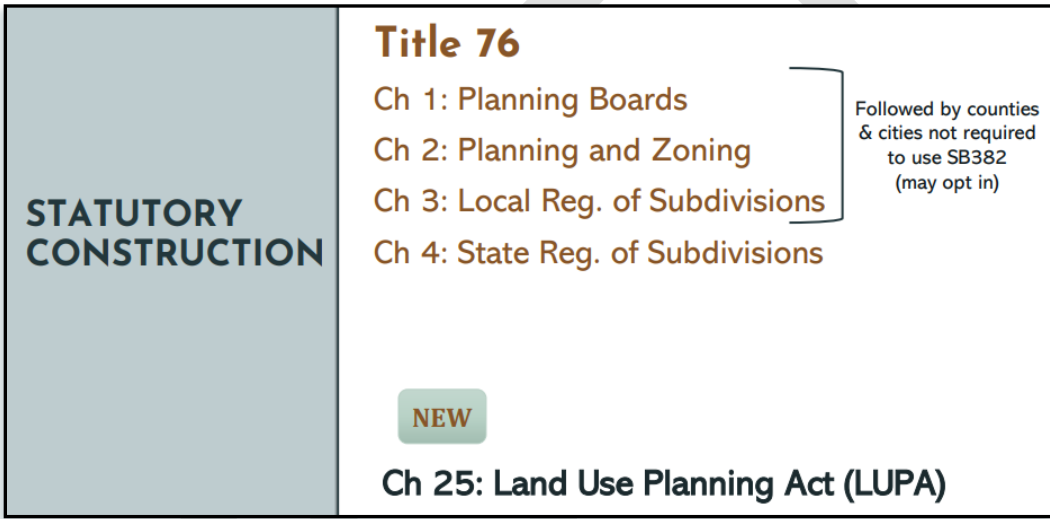 STATUTORY
CONSTRUCTION
Title 76
Ch 1: Planning Boards
Ch 2: Planning and Zoning
Ch 3: Local Reg. of Subdivisions
Ch 4: State Reg. of Subdivisions
Followed by counties
& cities not required
to use SB382
(may opt in)
NEW
Ch 25: Land Use Planning Act (LUPA)